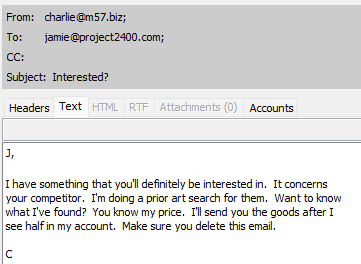 From: charlie@m57.biz;
To: jamie@project2400.com;
CC:
Subject: Interested?
Headers Text HTML RTF Attachments (0) Accounts
J,
I have something that you'll definitely be interested in. It concerns
your competitor. I'm doing a prior art search for them. Want to know
what I've found? You know my price. I'll send you the goods after I
see half in my account. Make sure you delete this email.
C